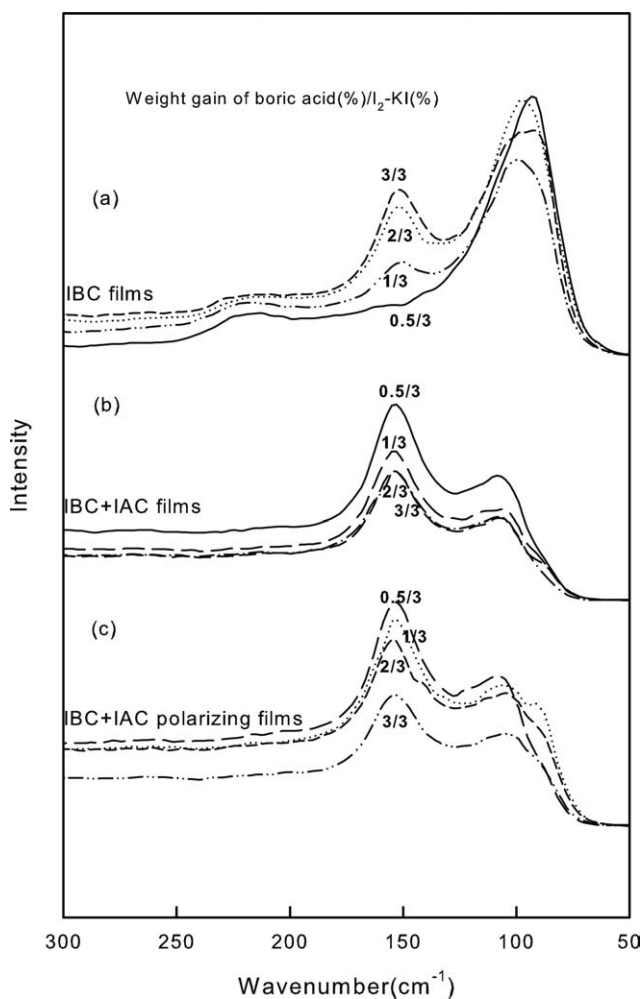 Weight gain of boric acid(%)/I₂-KI(%)
(a)
3/3
2/3
1/3
0.5/3
IBC films
(b)
0.5/3
1/3
2/3
3/3
IBC+IAC films
(c)
0.5/3
1/3
2/3
3/3
IBC+IAC polarizing films
Intensity
300 250 200 150 100 50
Wavenumber(cm⁻¹)